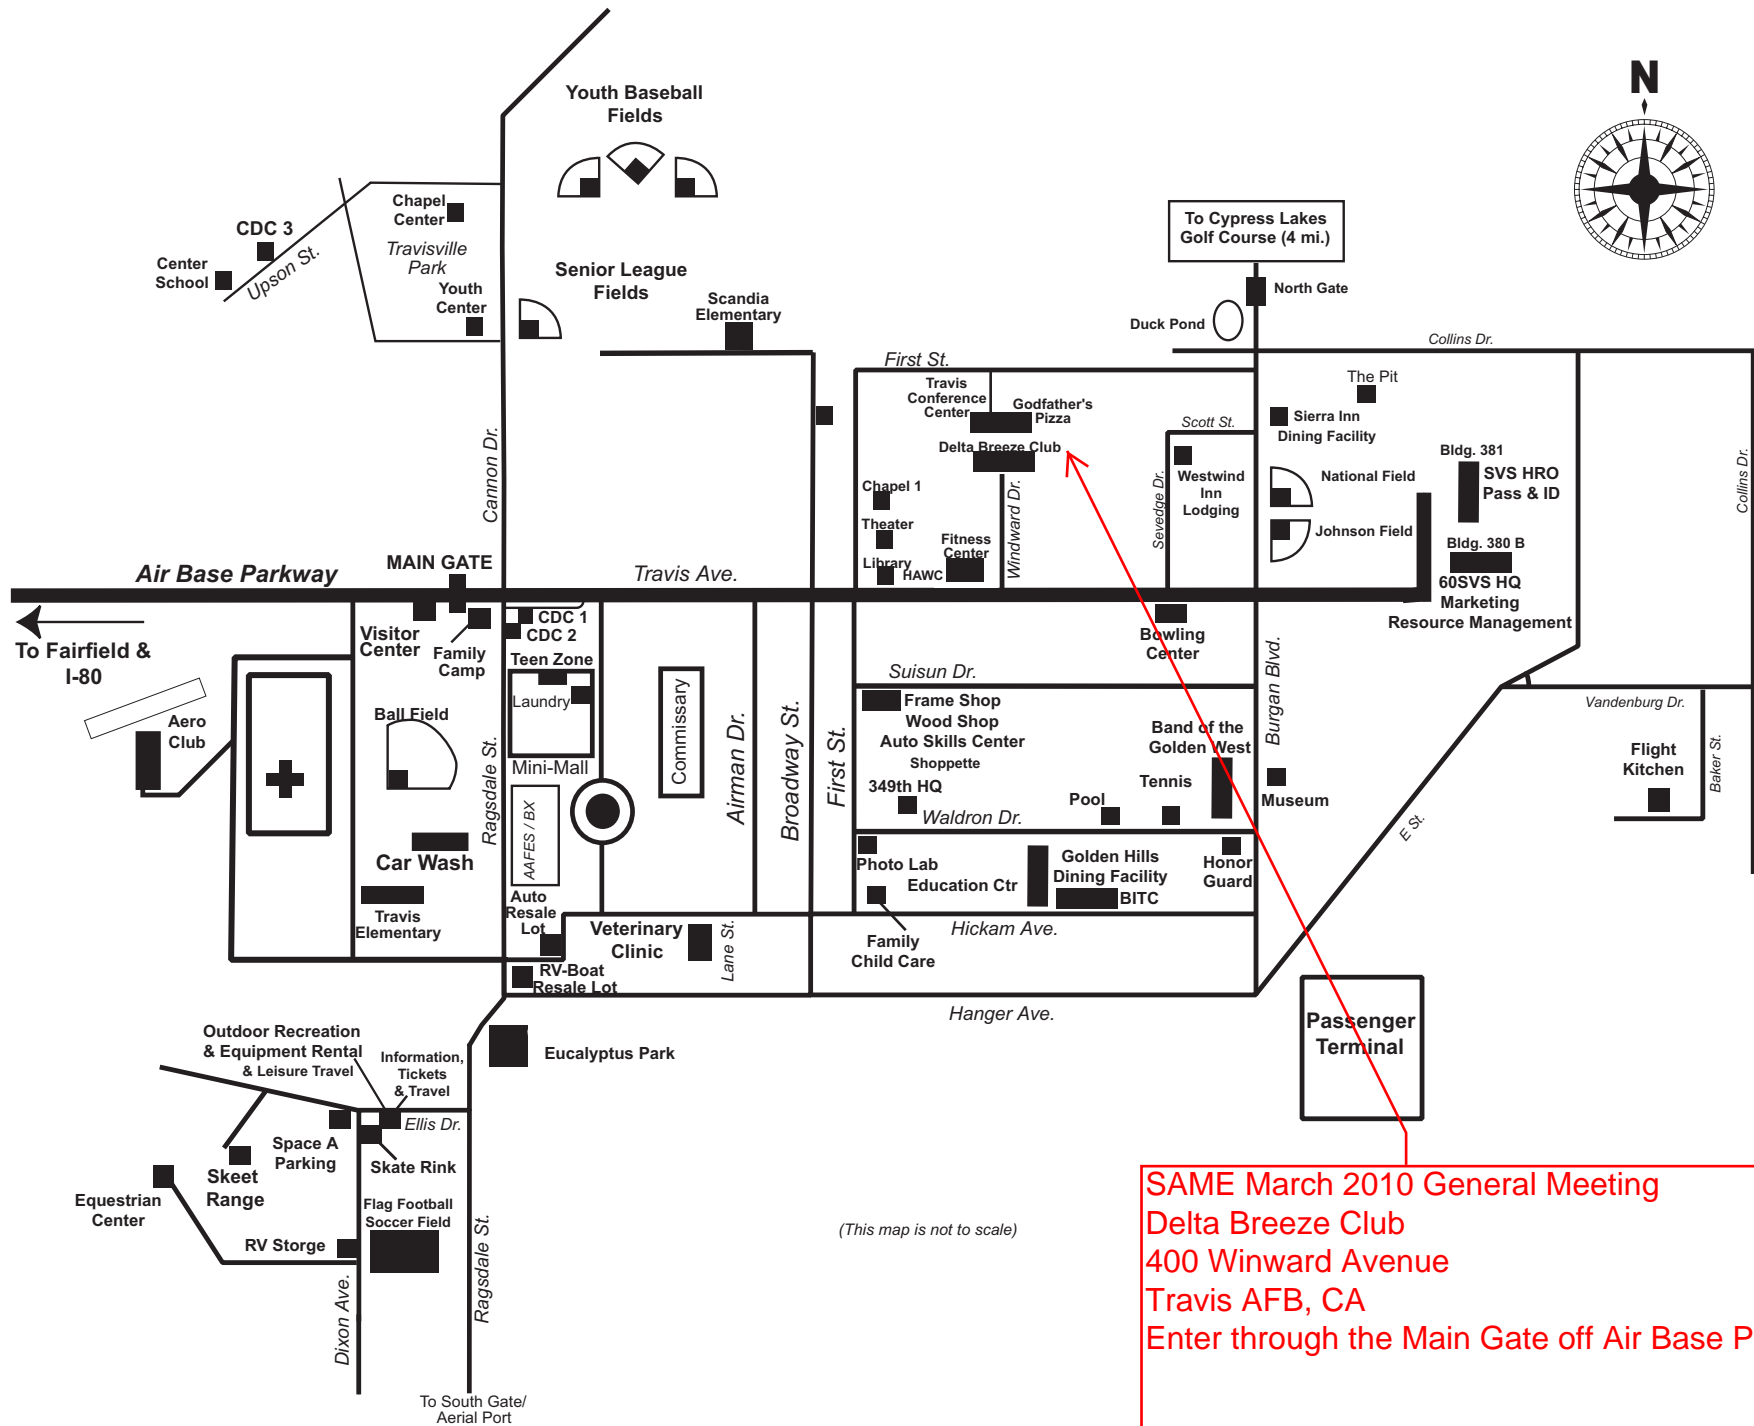 Youth Baseball
Fields
N
Chapel
Center
CDC 3
Travisville
Park
Center
School
Upson St.
Youth
Center
Senior League
Fields
Scandia
Elementary
To Cypress Lakes
Golf Course (4 mi.)
North Gate
Duck Pond
Collins Dr.
First St.
Travis
Conference
Center
Godfather's
Pizza
The Pit
Scott St.
Sierra Inn
Dining Facility
Cannon Dr.
Delta Breeze Club
Bldg. 381
SVS HRO
Pass & ID
Collins Dr.
Chapel 1
Westwind
Inn
Lodging
National Field
Sevedge Dr.
Windward Dr.
Theater
Johnson Field
Fitness
Center
Library
HAWC
Bldg. 380 B
60SVS HQ
Marketing
Resource Management
Air Base Parkway
MAIN GATE
Travis Ave.
To Fairfield &
I-80
Visitor
Center
Family
Camp
CDC 1
CDC 2
Teen Zone
Laundry
Mini-Mall
Bowling
Center
Burgan Blvd.
Suisun Dr.
Commissary
Airman Dr.
Broadway St.
First St.
Frame Shop
Wood Shop
Auto Skills Center
Shoppette
Band of the
Golden West
Vandenburg Dr.
Aero
Club
Ball Field
Ragsdale St.
349th HQ
Tennis
Pool
Museum
Flight
Kitchen
Baker St.
Waldron Dr.
E St.
Car Wash
AAFES / BX
Photo Lab
Education Ctr
Golden Hills
Dining Facility
BITC
Honor
Guard
Travis
Elementary
Auto
Resale
Lot
Veterinary
Clinic
Lane St.
Hickam Ave.
Family
Child Care
RV-Boat
Resale Lot
Hanger Ave.
Passenger
Terminal
Outdoor Recreation
& Equipment Rental
& Leisure Travel
Information,
Tickets
& Travel
Eucalyptus Park
Ellis Dr.
Space A
Parking
Skate Rink
Skeet
Range
Equestrian
Center
Flag Football
Soccer Field
RV Storge
Dixon Ave.
Ragsdale St.
To South Gate/
Aerial Port
(This map is not to scale)
SAME March 2010 General Meeting
Delta Breeze Club
400 Winward Avenue
Travis AFB, CA
Enter through the Main Gate off Air Base P